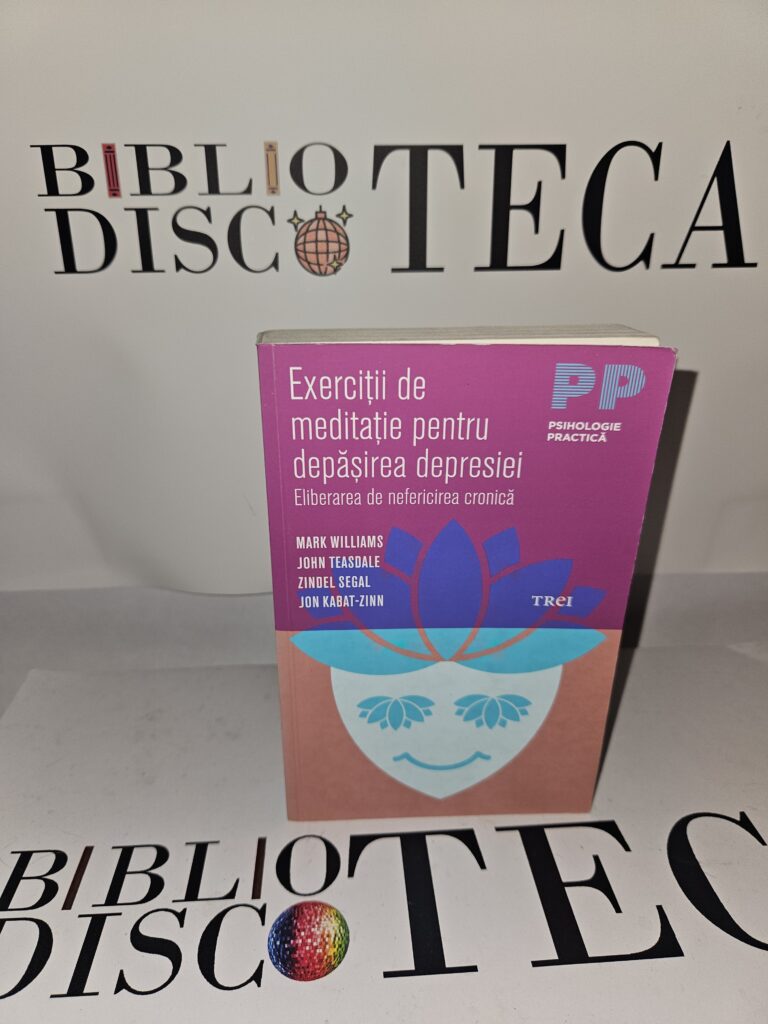 BIBLIO
DISCOTECA
Exerciții de
meditație pentru
depășirea depresiei
Eliberarea de nefericirea cronică
PP
PSIHOLOGIE
PRACTICĂ
MARK WILLIAMS
JOHN TEASDALE
ZINDEL SEGAL
JON KABAT-ZINN
TREI
BIBLIO
DISCOTEC